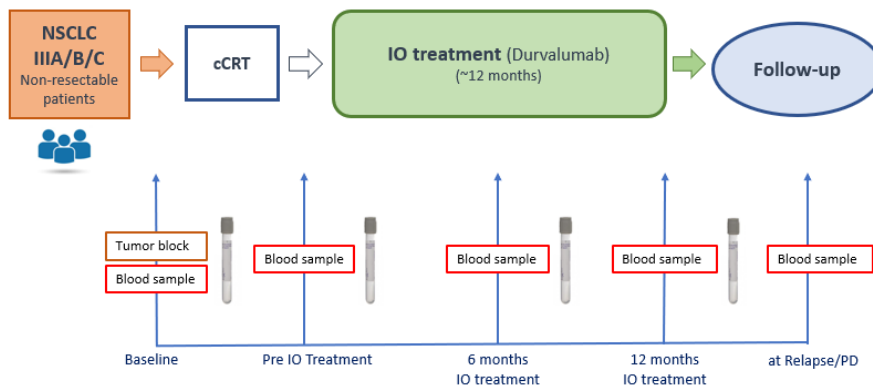 NSCLC
IIIA/B/C
Non-resectable
patients
cCRT
IO treatment (Durvalumab)
(~12 months)
Follow-up
Tumor block
Blood sample
Blood sample
Blood sample
Blood sample
Blood sample
Baseline
Pre IO Treatment
6 months
IO treatment
12 months
IO treatment
at Relapse/PD